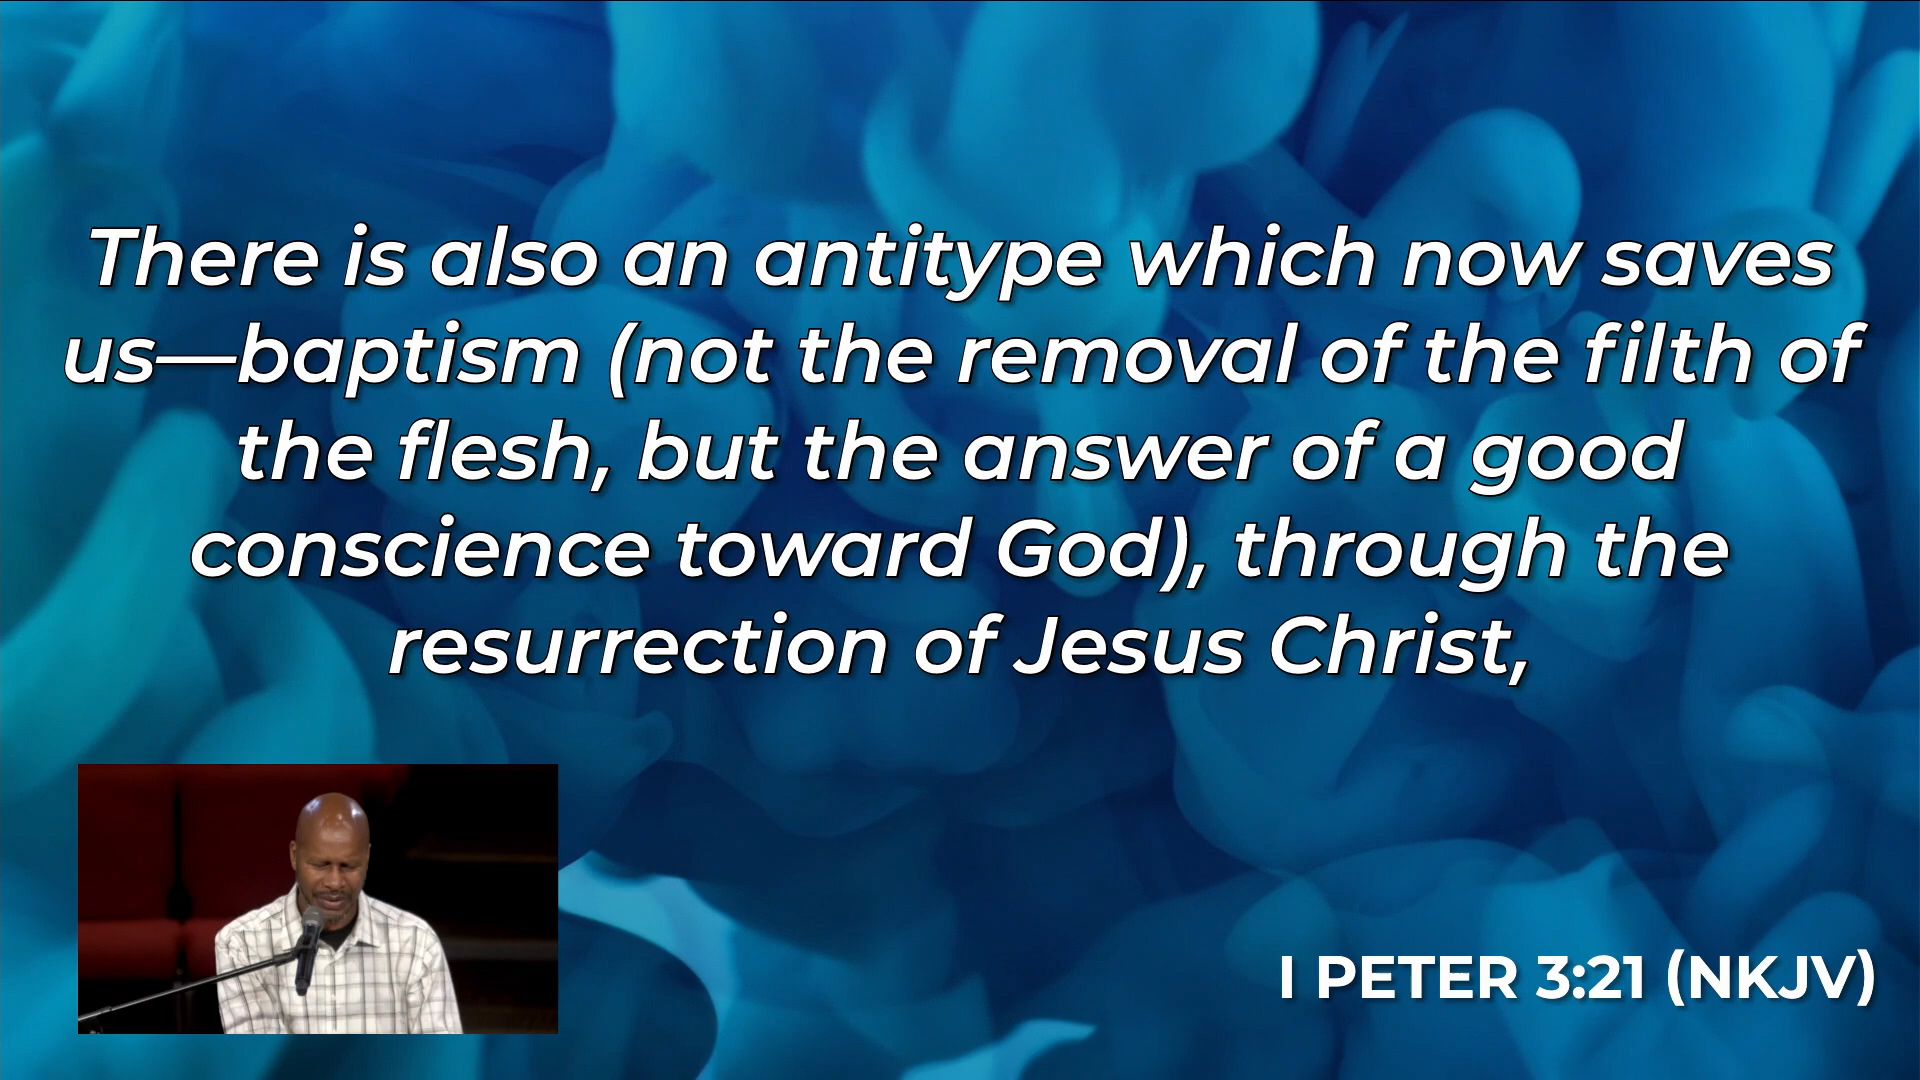 There is also an antitype which now saves
us—baptism (not the removal of the filth of
the flesh, but the answer of a good
conscience toward God), through the
resurrection of Jesus Christ,
I PETER 3:21 (NKJV)